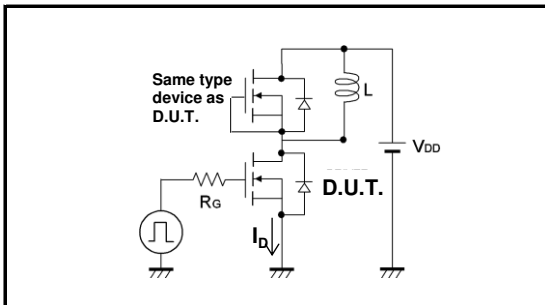 Same type
device as
D.U.T.
L
VDD
D.U.T.
RG
ID